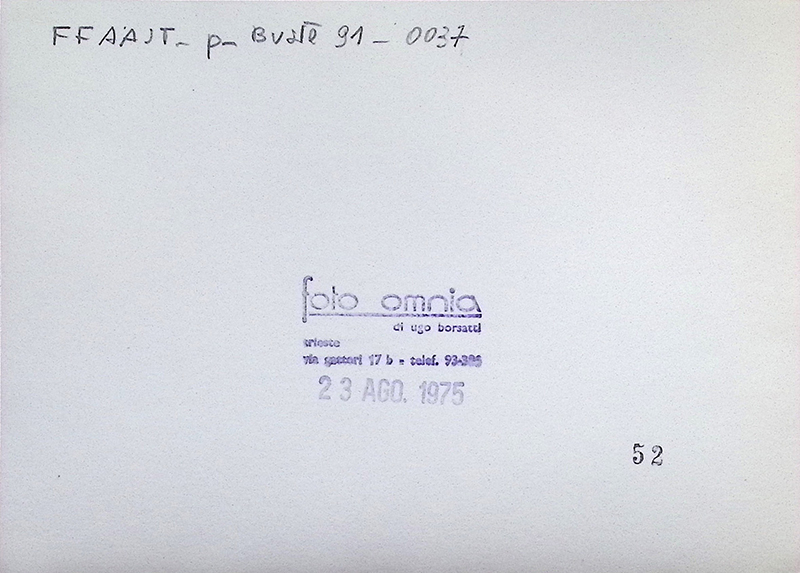 FFAAJT_ p_ Buste 91_ 0037
foto omnia
di ugo borsatti
trieste
via gatteri 17 b - telef. 93-386
23 AGO. 1975
52